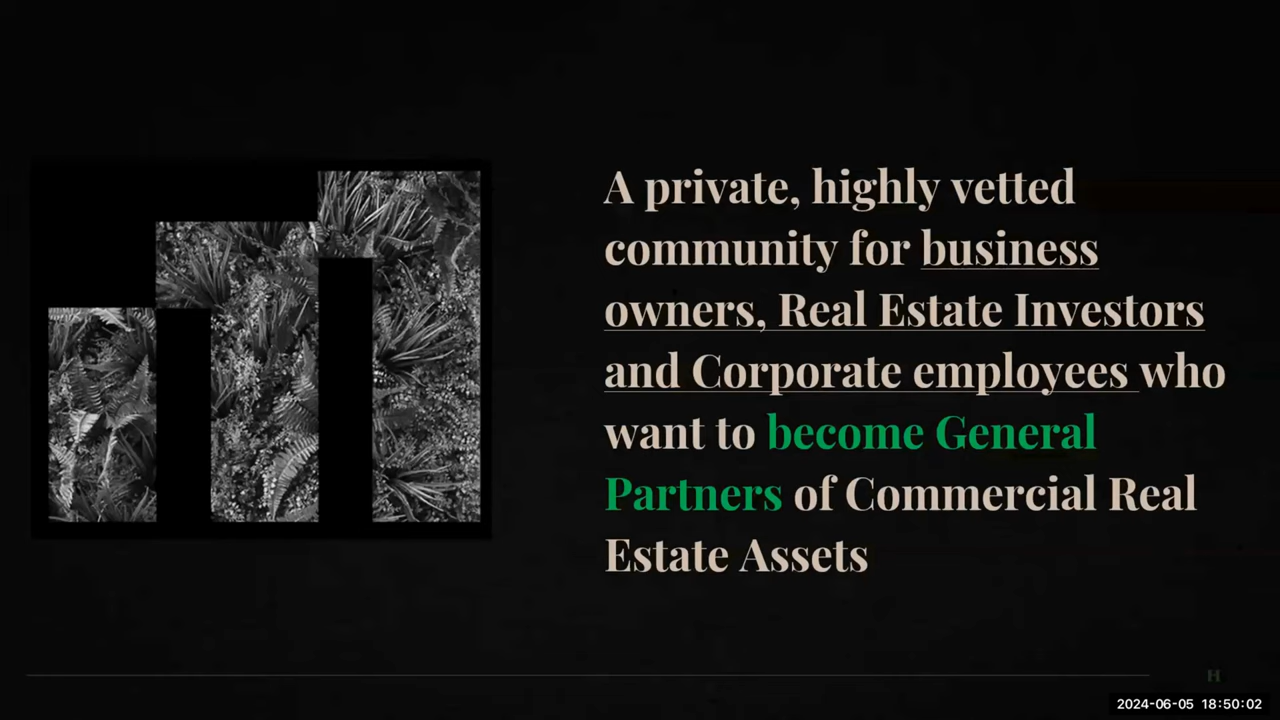 A private, highly vetted
community for business
owners, Real Estate Investors
and Corporate employees who
want to become General
Partners of Commercial Real
Estate Assets
H
2024-06-05 18:50:02